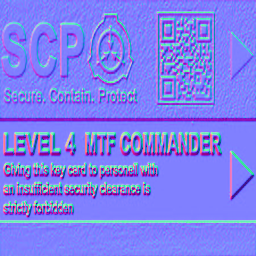 SCP
Secure. Contain. Protect
LEVEL 4 MTF COMMANDER
Giving this key card to personell with
an insufficient security clearance is
strictly forbidden